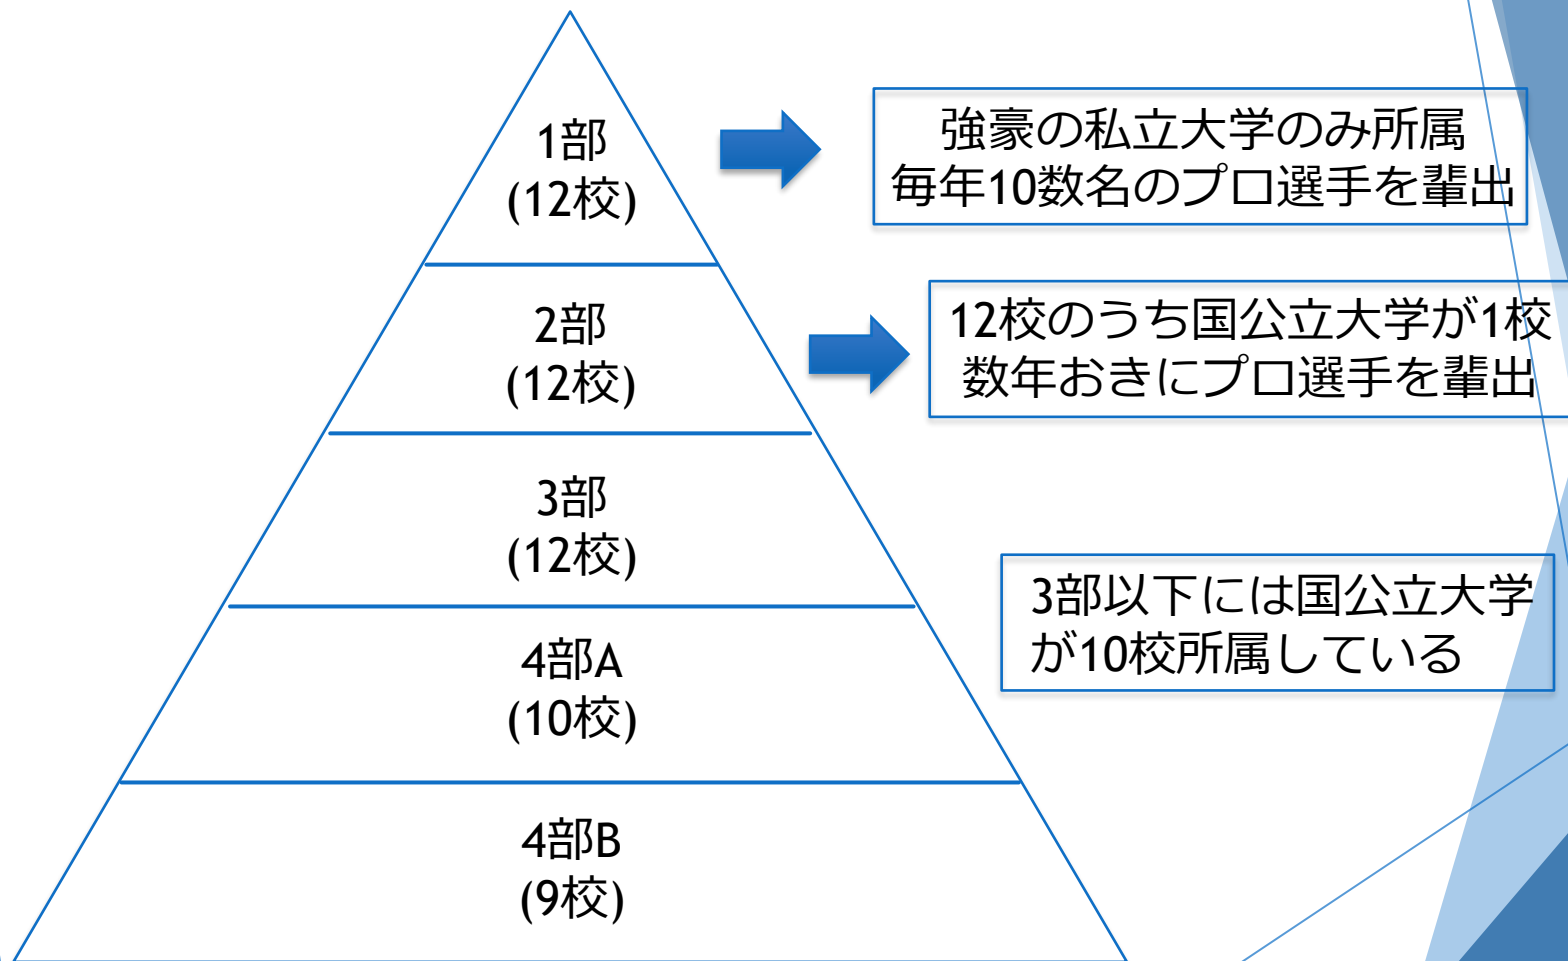 1部
(12校)
強豪の私立大学のみ所属
毎年10数名のプロ選手を輩出
2部
(12校)
12校のうち国公立大学が1校
数年おきにプロ選手を輩出
3部
(12校)
3部以下には国公立大学
が10校所属している
4部A
(10校)
4部B
(9校)